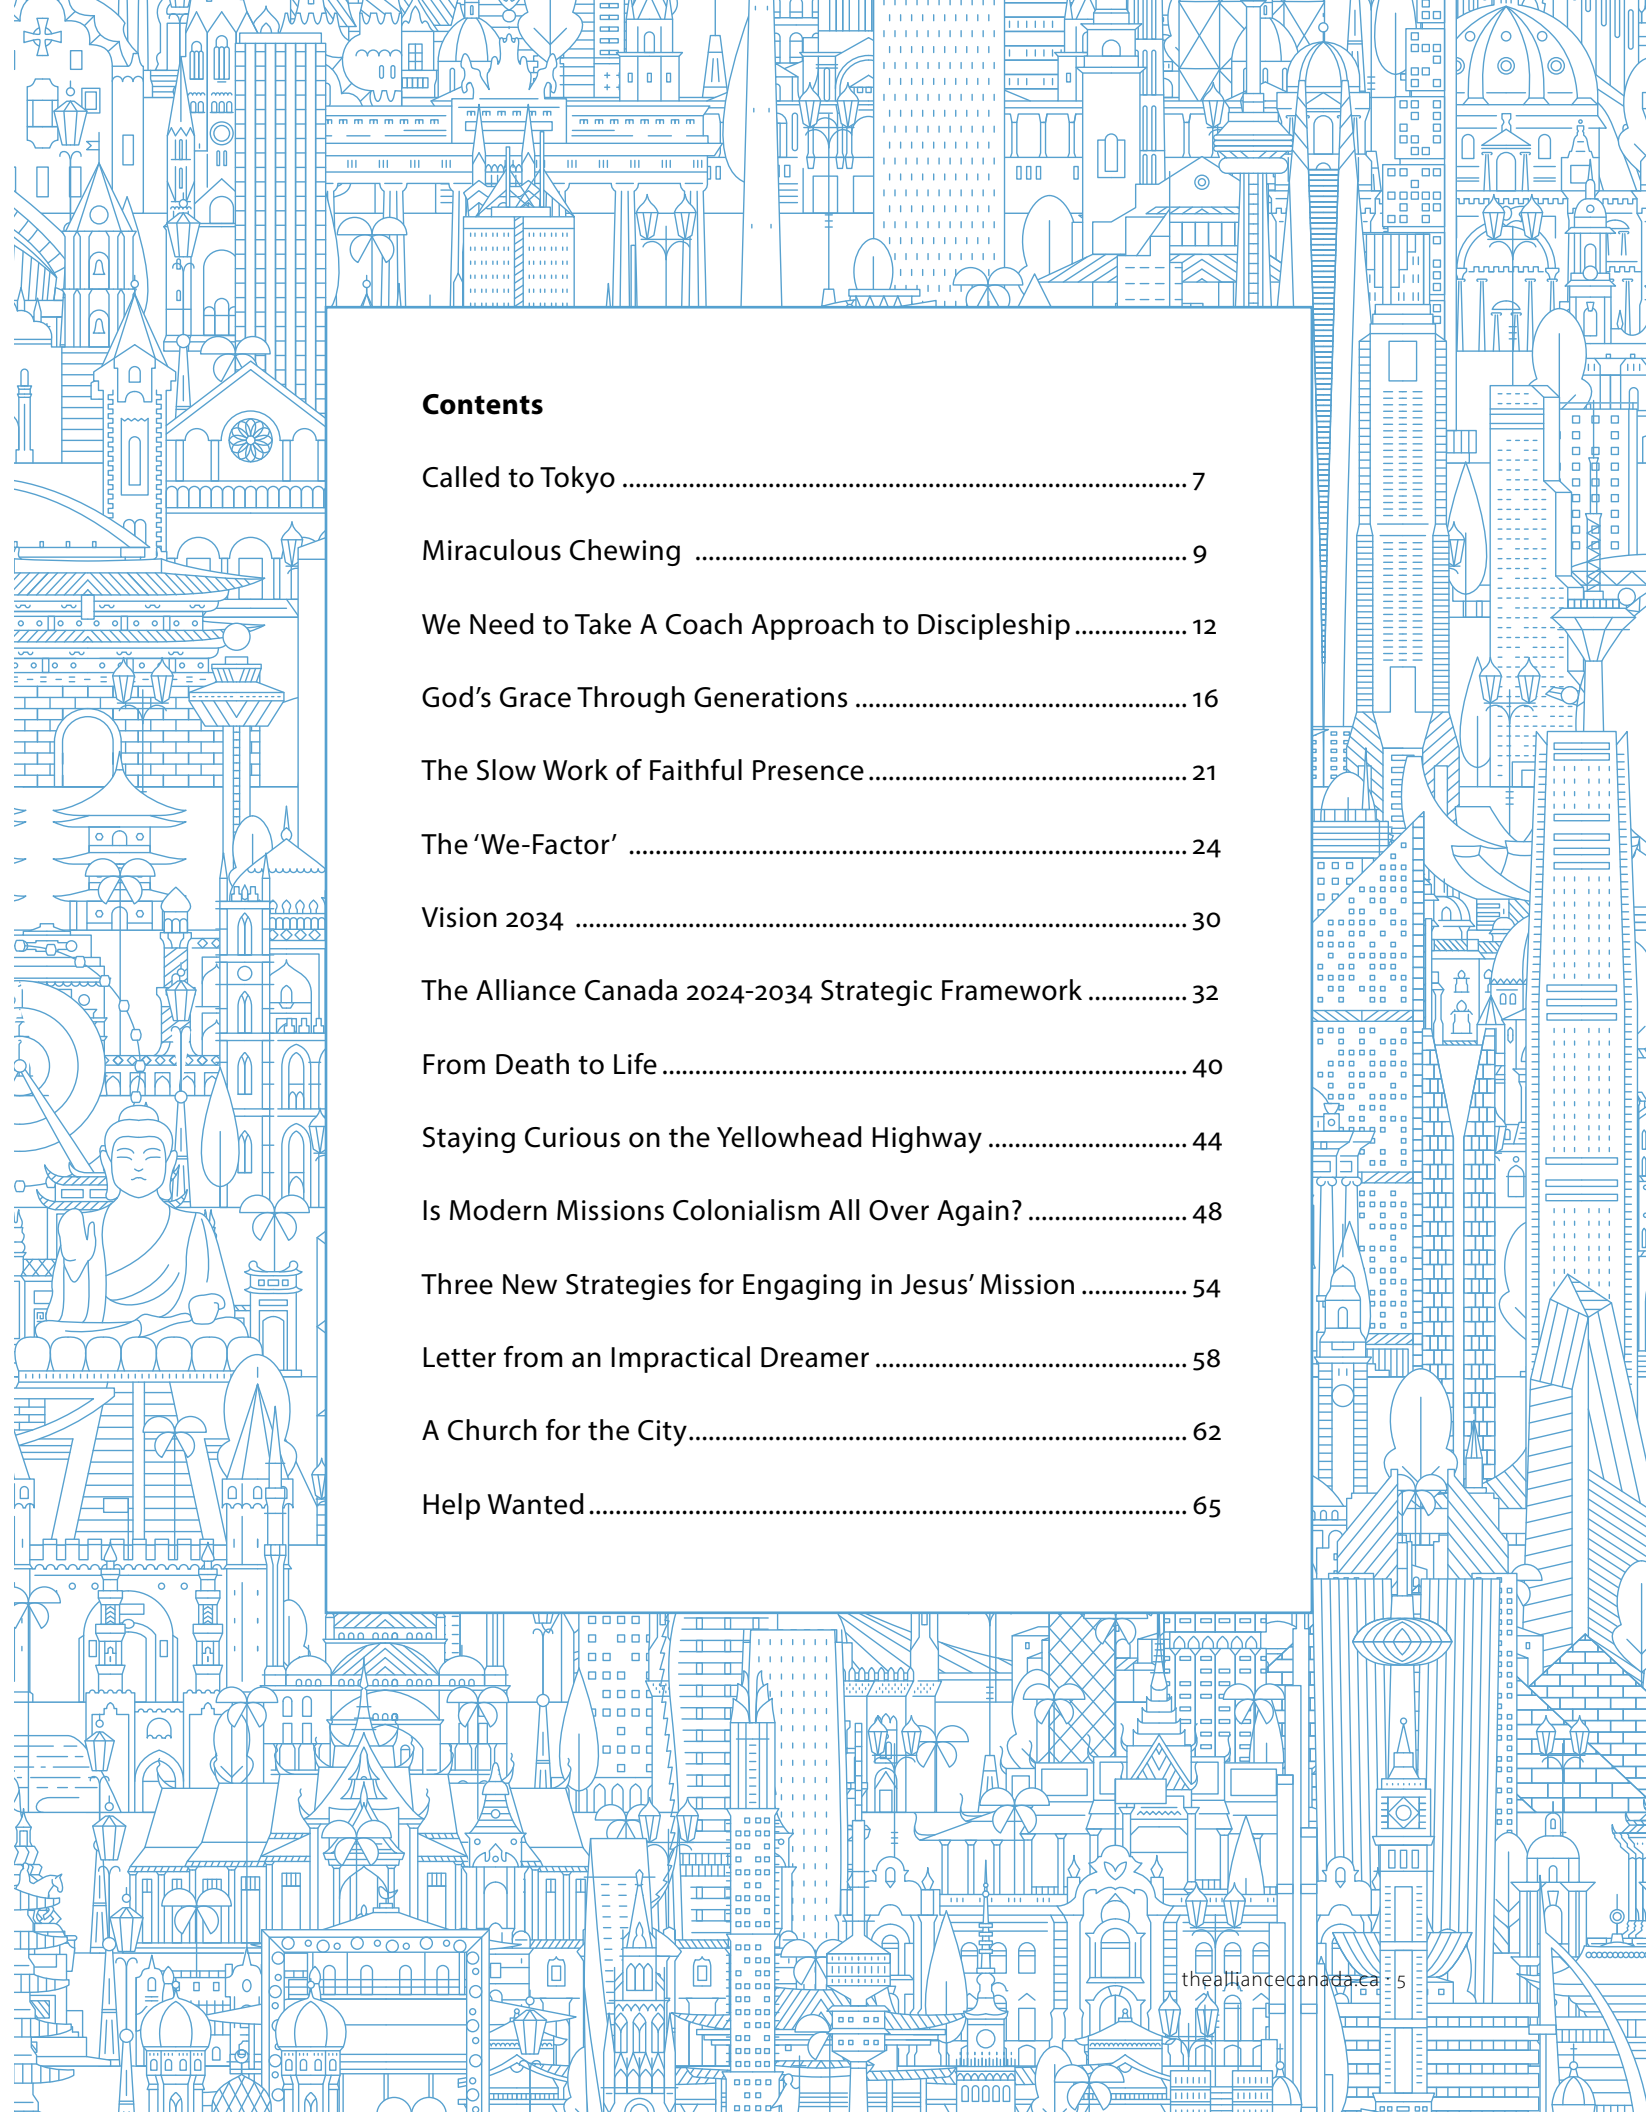 Contents
Called to Tokyo ........................................................................................ 7
Miraculous Chewing ............................................................................. 9
We Need to Take A Coach Approach to Discipleship ................. 12
God’s Grace Through Generations .................................................... 16
The Slow Work of Faithful Presence .................................................. 21
The ‘We-Factor’ ....................................................................................... 24
Vision 2034 ............................................................................................... 30
The Alliance Canada 2024-2034 Strategic Framework ............... 32
From Death to Life .................................................................................. 40
Staying Curious on the Yellowhead Highway ............................... 44
Is Modern Missions Colonialism All Over Again? ........................ 48
Three New Strategies for Engaging in Jesus’ Mission ................ 54
Letter from an Impractical Dreamer ................................................. 58
A Church for the City.............................................................................. 62
Help Wanted ............................................................................................. 65
thealliancecanada.ca • 5